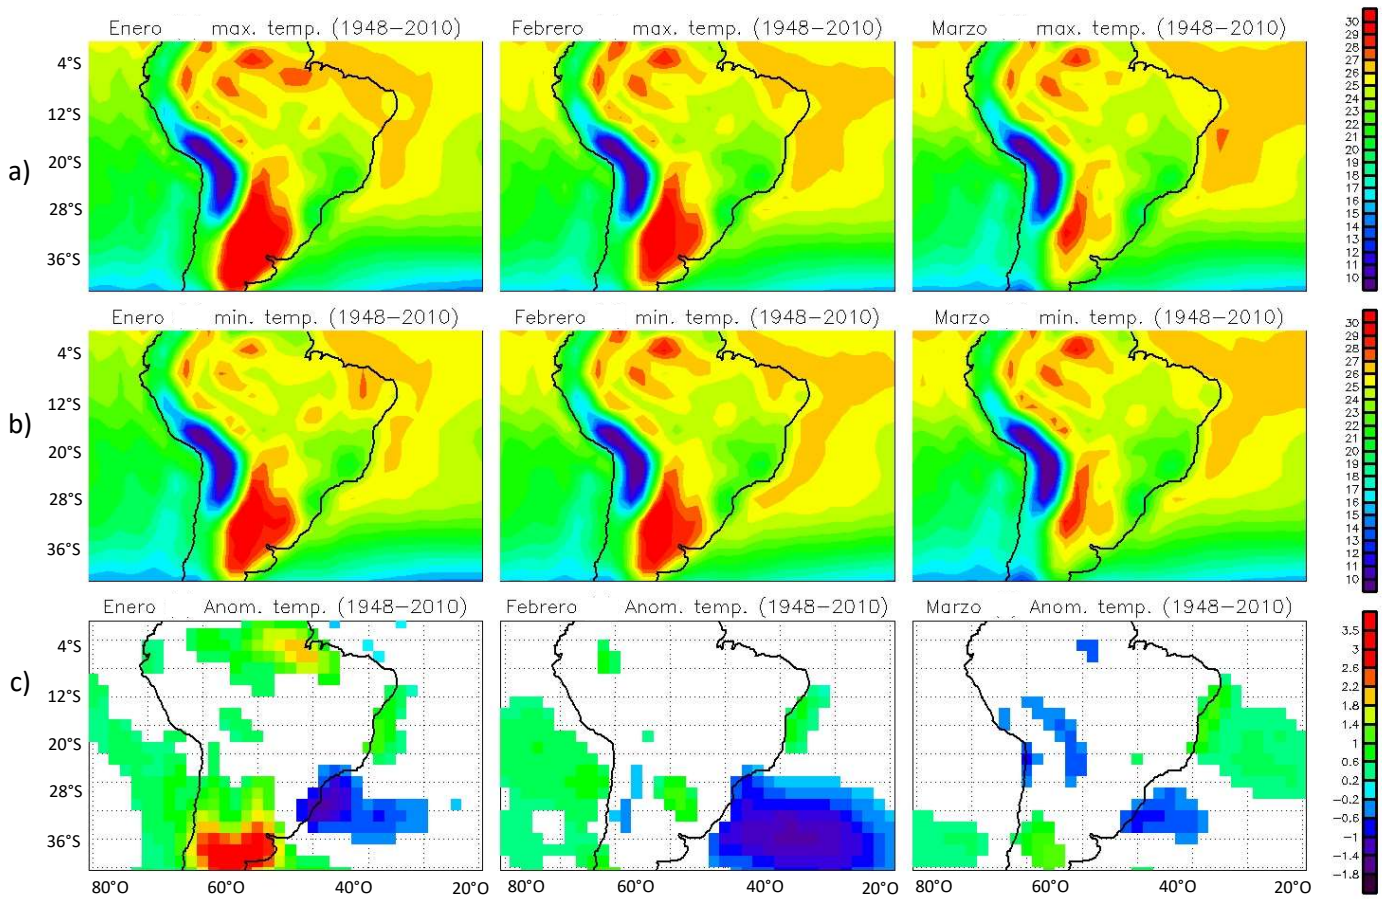 Enero max. temp. (1948-2010)
Febrero max. temp. (1948-2010)
Marzo max. temp. (1948-2010)
a)
4°S
12°S
20°S
28°S
36°S
30
29
28
27
26
25
24
23
22
21
20
19
18
17
16
15
14
13
12
11
10
Enero min. temp. (1948-2010)
Febrero min. temp. (1948-2010)
Marzo min. temp. (1948-2010)
b)
4°S
12°S
20°S
28°S
36°S
30
29
28
27
26
25
24
23
22
21
20
19
18
17
16
15
14
13
12
11
10
Enero Anom. temp. (1948-2010)
Febrero Anom. temp. (1948-2010)
Marzo Anom. temp. (1948-2010)
c)
4°S
12°S
20°S
28°S
36°S
3.5
3
2.6
2.2
1.8
1.4
1
0.6
0.2
-0.2
-0.6
-1
-1.4
-1.8
80°O 60°O 40°O 20°O
80°O 60°O 40°O 20°O
80°O 60°O 40°O 20°O